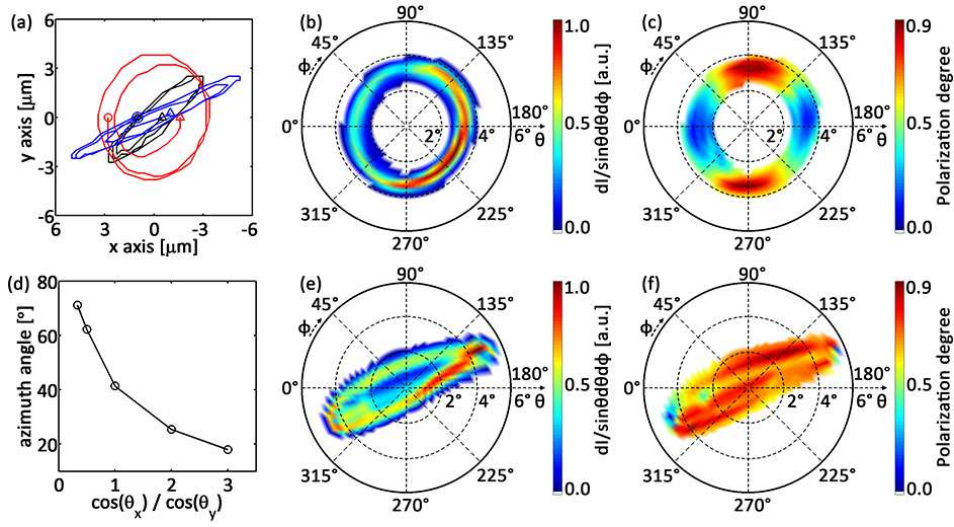 (a)
6
3
0
-3
-6
y axis [μm]
6 3 0 -3 -6
x axis [μm]
(b)
90°
45° 135°
ϕ
0° 180°
2° 4° 6° θ
315° 225°
270°
1.0
0.5
0.0
dI/sinθdθdϕ [a.u.]
(c)
90°
45° 135°
ϕ
0° 180°
2° 4° 6° θ
315° 225°
270°
0.9
0.5
0.0
Polarization degree
(d)
80
60
40
20
azimuth angle [°]
0 1 2 3
cos(θx) / cos(θy)
(e)
90°
45° 135°
ϕ
0° 180°
2° 4° 6° θ
315° 225°
270°
1.0
0.5
0.0
dI/sinθdθdϕ [a.u.]
(f)
90°
45° 135°
ϕ
0° 180°
2° 4° 6° θ
315° 225°
270°
0.9
0.5
0.0
Polarization degree